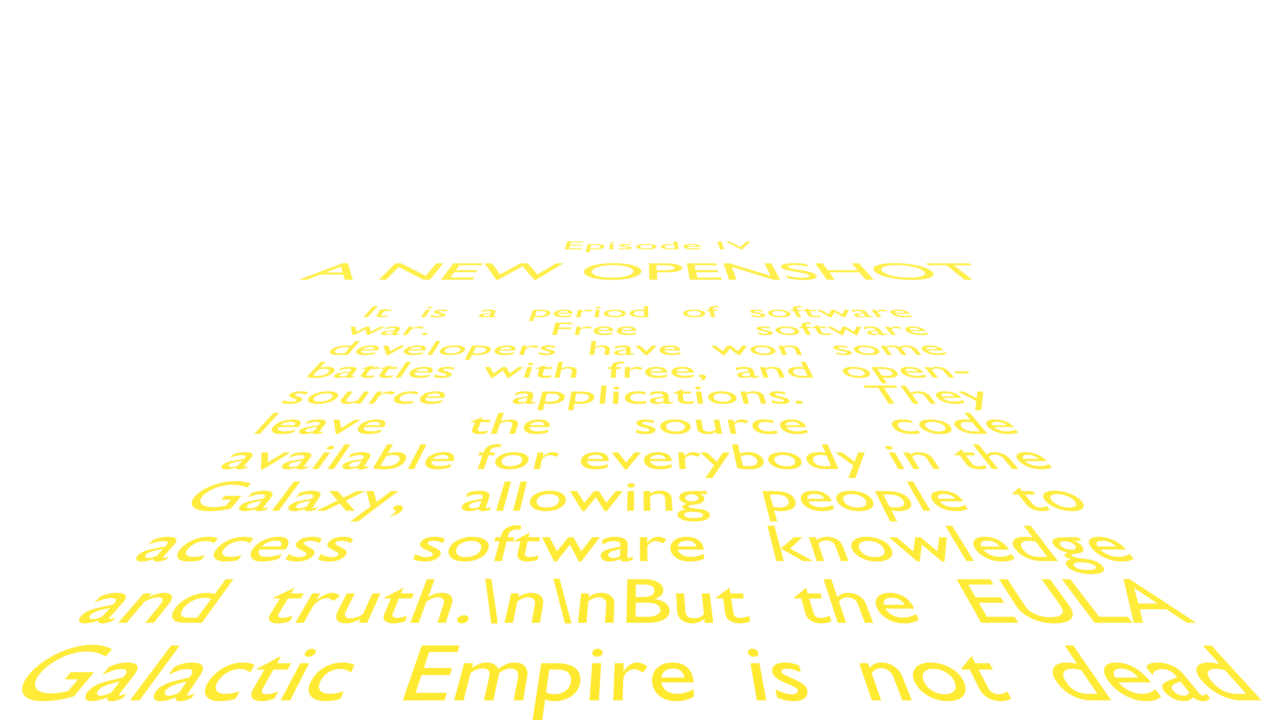 Episode IV
A NEW OPENSHOT
It is a period of software
war. Free software
developers have won some
battles with free, and open-
source applications. They
leave the source code
available for everybody in the
Galaxy, allowing people to
access software knowledge
and truth.\n\nBut the EULA
Galactic Empire is not dead